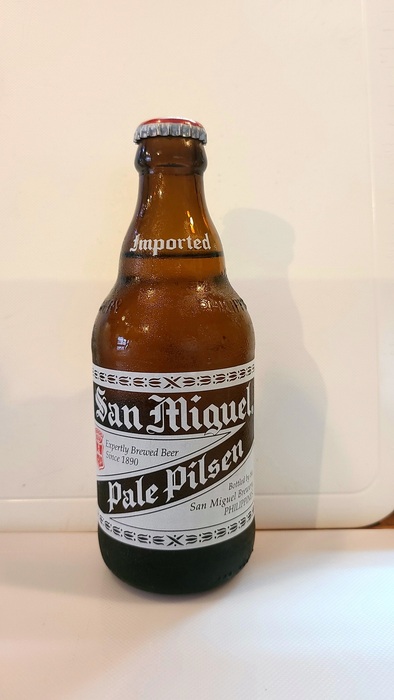 Imported
San Miguel
Expertly Brewed Beer
Since 1890
Pale Pilsen
Bottled by
San Miguel